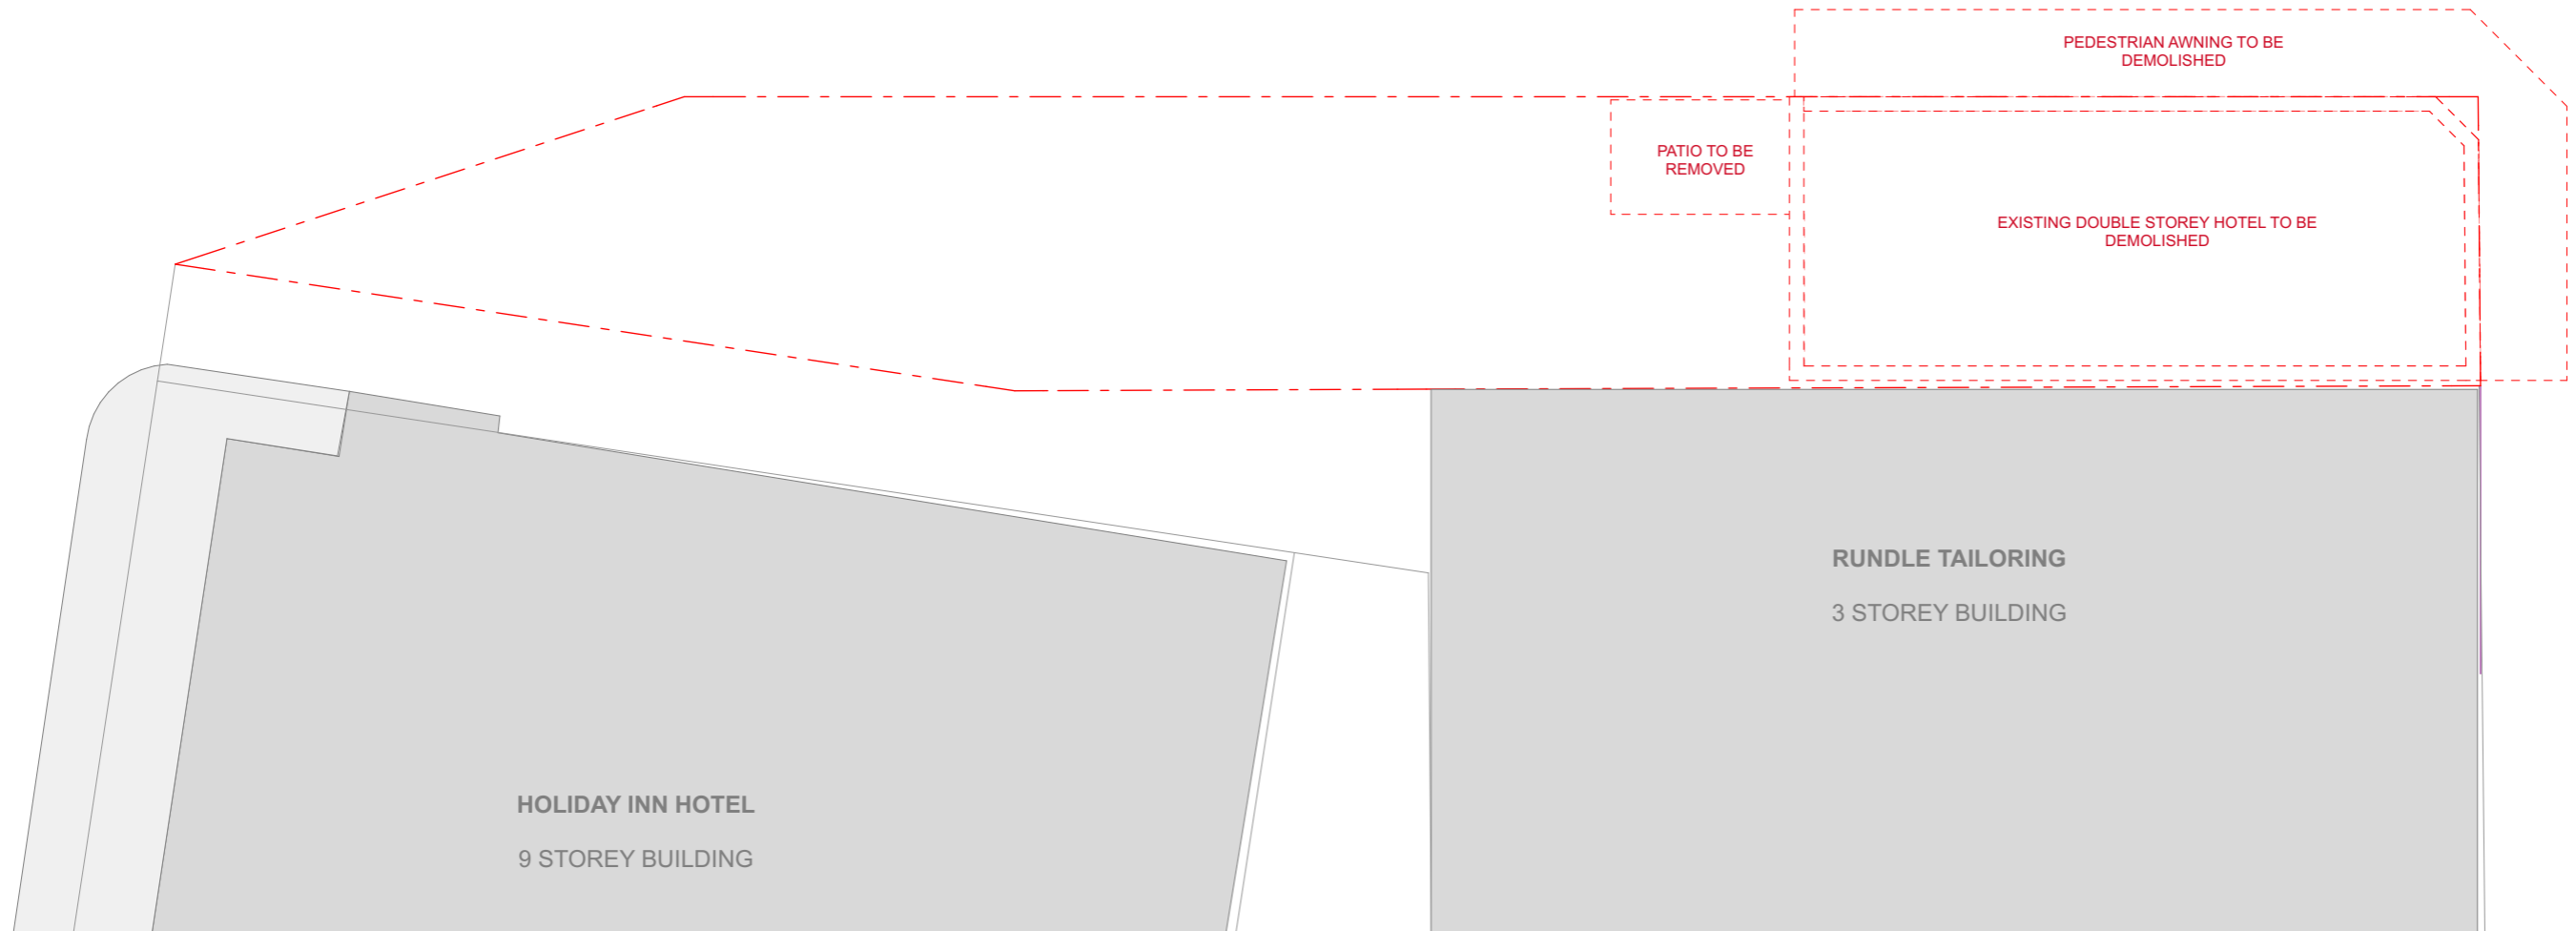 PEDESTRIAN AWNING TO BE
DEMOLISHED
PATIO TO BE
REMOVED
EXISTING DOUBLE STOREY HOTEL TO BE
DEMOLISHED
RUNDLE TAILORING
3 STOREY BUILDING
HOLIDAY INN HOTEL
9 STOREY BUILDING